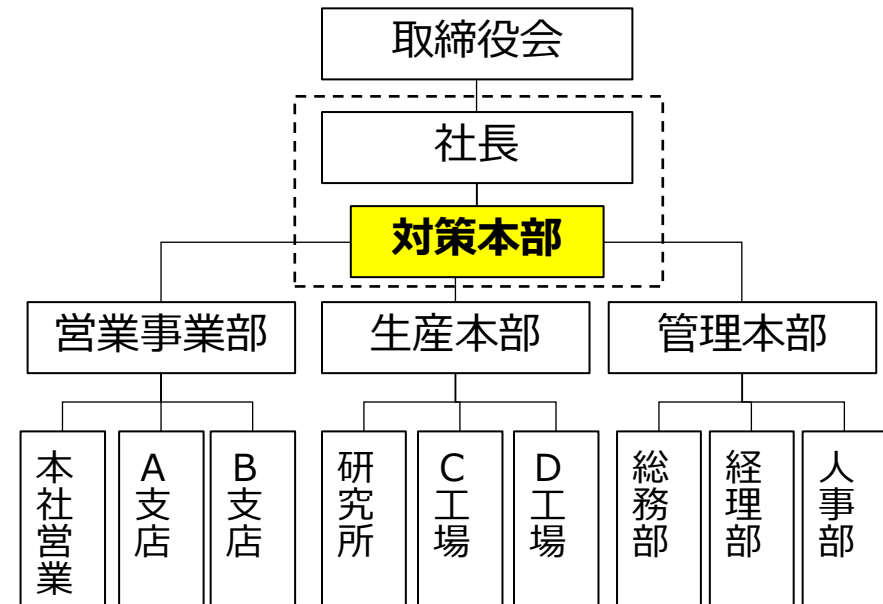 取締役会
社長
対策本部
営業事業部
生産本部
管理本部
本社営業
A支店
B支店
研究所
C工場
D工場
総務部
経理部
人事部